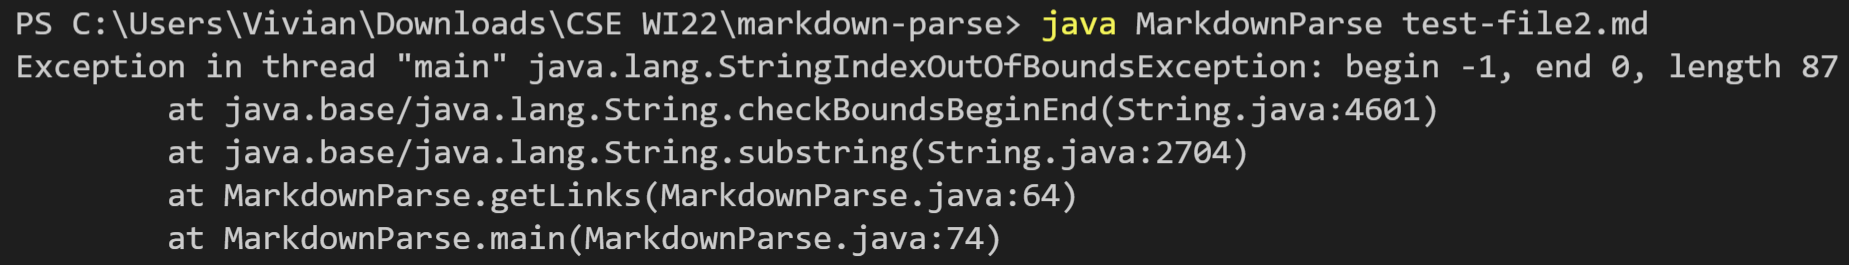 PS C:\Users\Vivian\Downloads\CSE WI22\markdown-parse> java MarkdownParse test-file2.md
Exception in thread "main" java.lang.StringIndexOutOfBoundsException: begin -1, end 0, length 87
        at java.base/java.lang.String.checkBoundsBeginEnd(String.java:4601)
        at java.base/java.lang.String.substring(String.java:2704)
        at MarkdownParse.getLinks(MarkdownParse.java:64)
        at MarkdownParse.main(MarkdownParse.java:74)